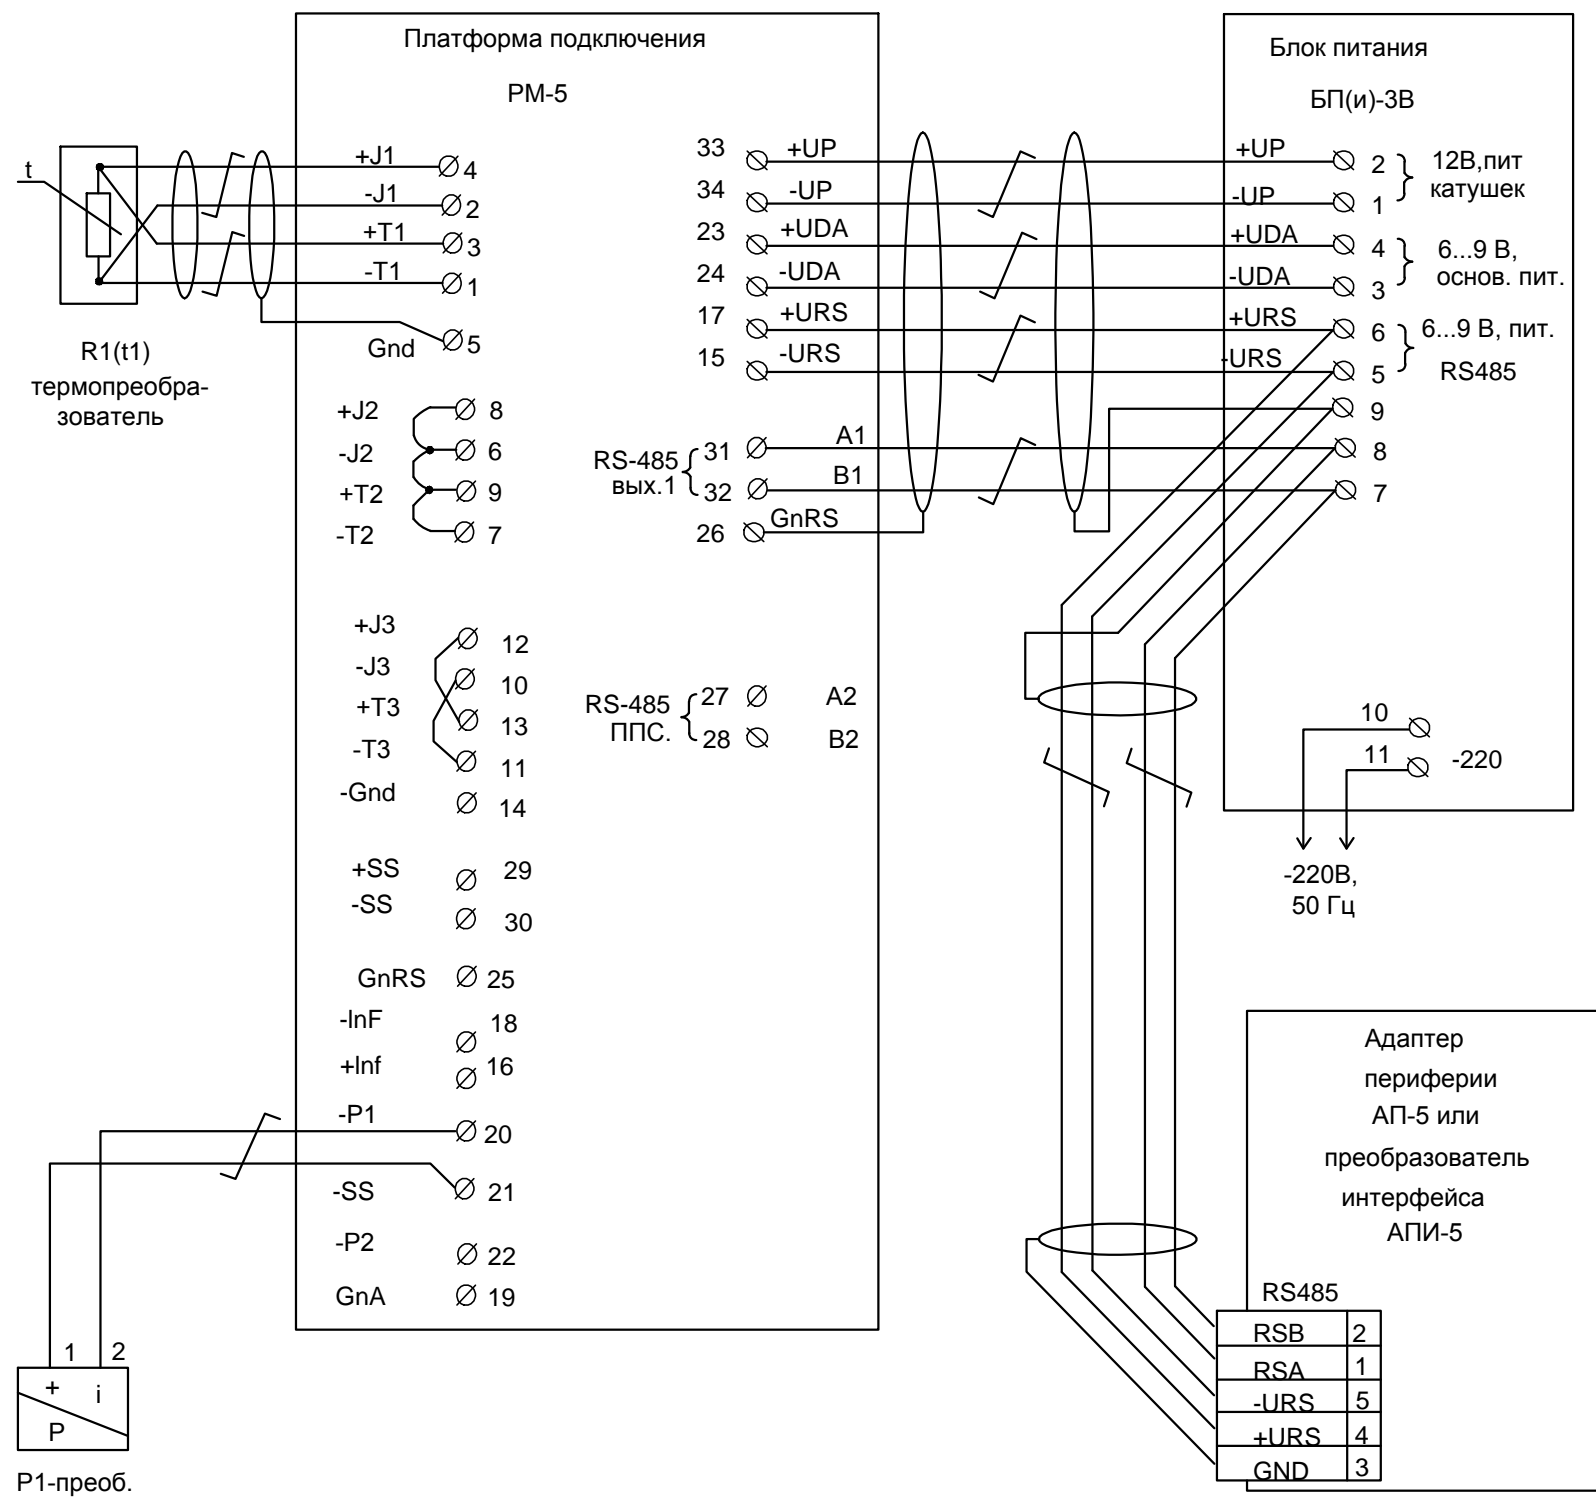 Платформа подключения
РМ-5
Блок питания
БП(и)-3В
t
+J1
4
-J1
2
+T1
3
-T1
1
Gnd
5
R1(t1)
термопреобра-
зователь
+J2
8
-J2
6
+T2
9
-T2
7
+J3
12
-J3
10
+T3
13
-T3
11
-Gnd
14
+SS
29
-SS
30
GnRS
25
-InF
18
+Inf
16
-P1
20
-SS
21
-P2
22
GnA
19
33
+UP
34
-UP
23
+UDA
24
-UDA
17
+URS
15
-URS
RS-485
вых.1
31
A1
32
B1
26
GnRS
RS-485
ППС.
27
A2
28
B2
+UP
2
-UP
1
12В,пит
катушек
+UDA
4
-UDA
3
6...9 В,
основ. пит.
+URS
6
-URS
5
6...9 В, пит.
RS485
9
8
7
10
11
-220
-220В,
50 Гц
Адаптер
периферии
АП-5 или
преобразователь
интерфейса
АПИ-5
RS485
RSB 2
RSA 1
-URS 5
+URS 4
GND 3
1
2
+
i
P
P1-преоб.